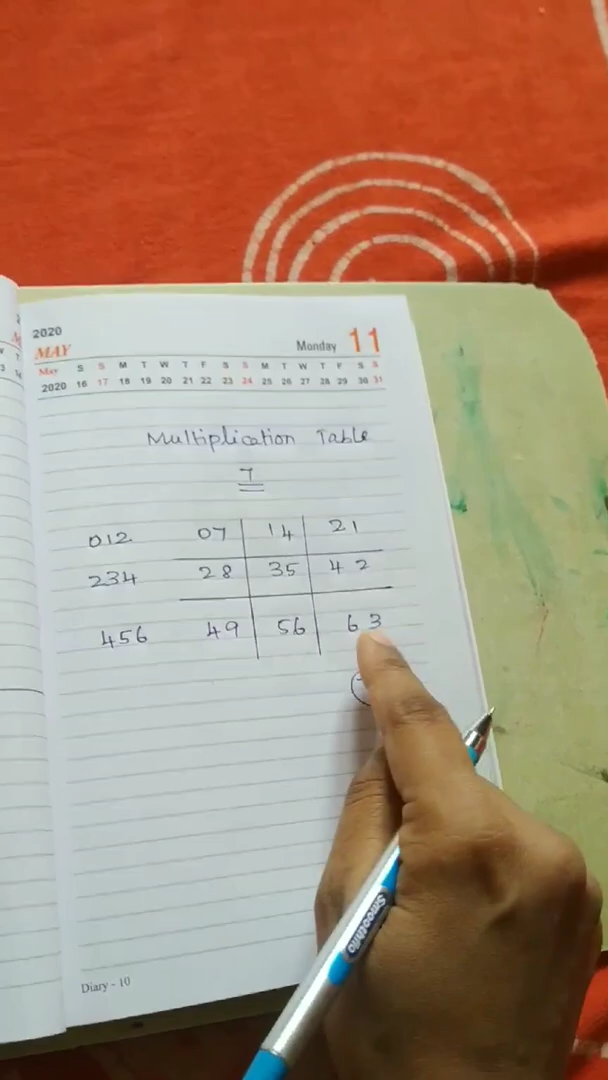 2020
MAY
Monday 11
May S S M T W T F S S M T W T F S S
2020 16 17 18 19 20 21 22 23 24 25 26 27 28 29 30 31
Multiplication Table
7
012 07 14 21
234 28 35 42
456 49 56 63
Smoothflo
Diary - 10